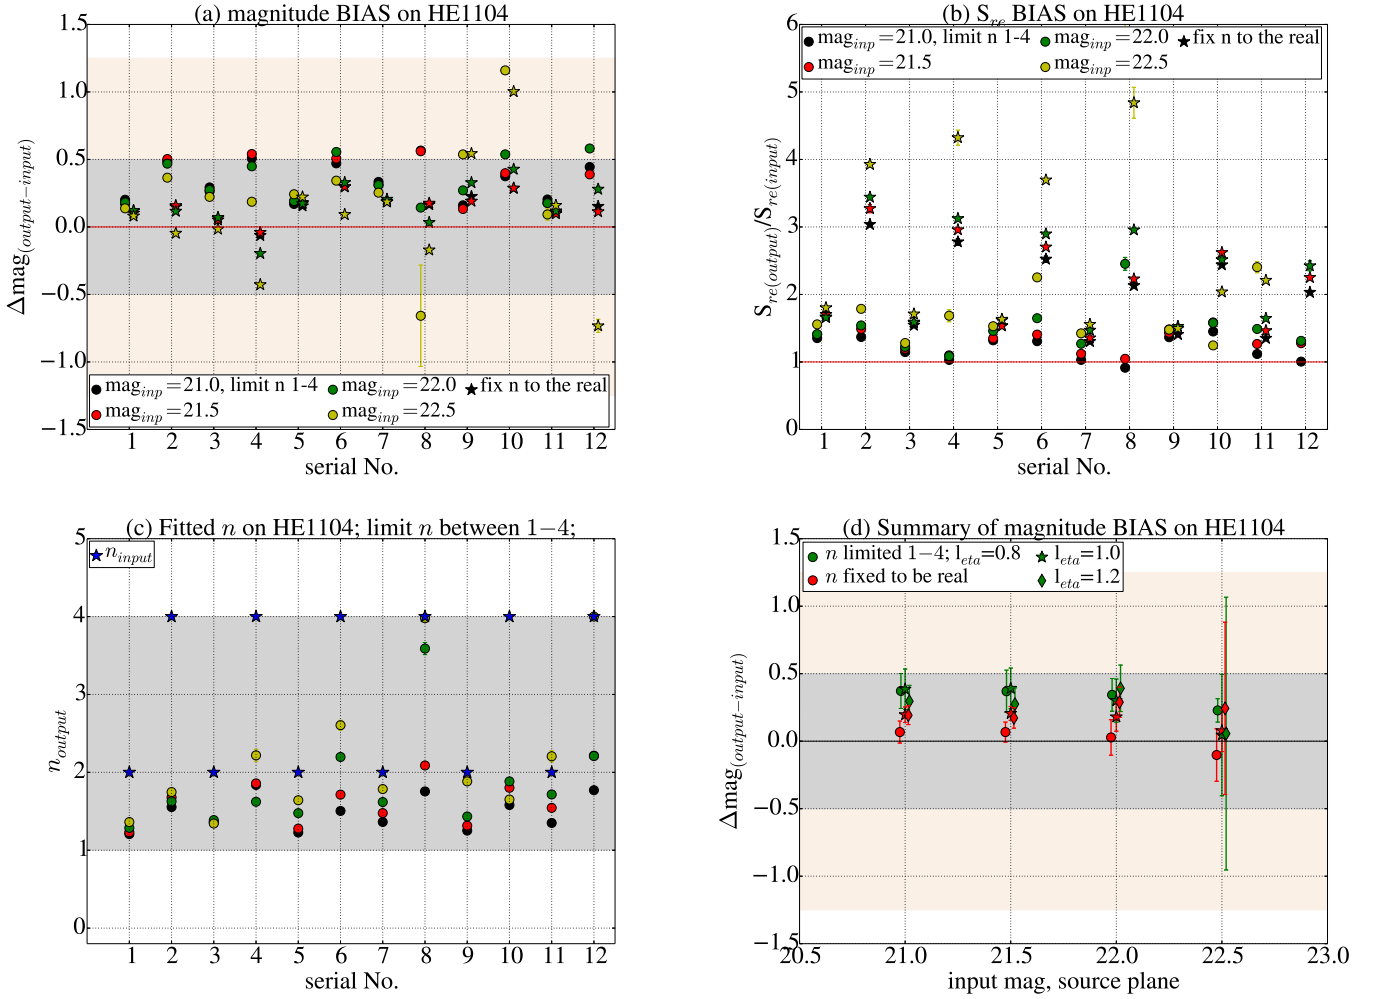 (a) magnitude BIAS on HE1104
1.5
1.0
0.5
0.0
−0.5
−1.0
−1.5
Δmag(output−input)
mag_inp=21.0, limit n 1-4
mag_inp=22.0
fix n to the real
mag_inp=21.5
mag_inp=22.5
1 2 3 4 5 6 7 8 9 10 11 12
serial No.
(b) S_re BIAS on HE1104
6
5
4
3
2
1
0
S_re(output)/S_re(input)
mag_inp=21.0, limit n 1-4
mag_inp=22.0
fix n to the real
mag_inp=21.5
mag_inp=22.5
1 2 3 4 5 6 7 8 9 10 11 12
serial No.
(c) Fitted n on HE1104; limit n between 1−4;
5
4
3
2
1
0
n_output
n_input
1 2 3 4 5 6 7 8 9 10 11 12
serial No.
(d) Summary of magnitude BIAS on HE1104
1.5
1.0
0.5
0.0
−0.5
−1.0
−1.5
Δmag(output−input)
n limited 1−4; l_eta=0.8
l_eta=1.0
n fixed to be real
l_eta=1.2
20.5 21.0 21.5 22.0 22.5 23.0
input mag, source plane